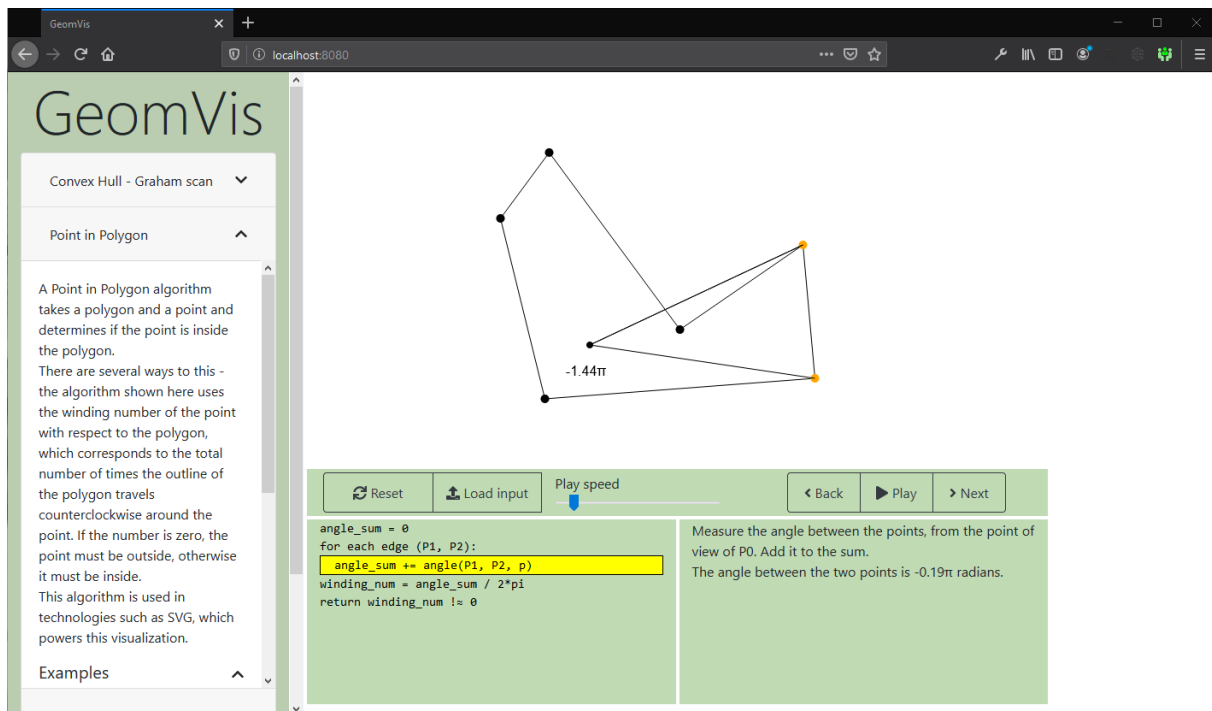 GeomVis
localhost:8080
GeomVis
Convex Hull - Graham scan
Point in Polygon
A Point in Polygon algorithm
takes a polygon and a point and
determines if the point is inside
the polygon.
There are several ways to this -
the algorithm shown here uses
the winding number of the point
with respect to the polygon,
which corresponds to the total
number of times the outline of
the polygon travels
counterclockwise around the
point. If the number is zero, the
point must be outside, otherwise
it must be inside.
This algorithm is used in
technologies such as SVG, which
powers this visualization.
Examples
-1.44π
Reset
Load input
Play speed
Back
Play
Next
angle_sum = 0
for each edge (P1, P2):
angle_sum += angle(P1, P2, p)
winding_num = angle_sum / 2*pi
return winding_num !≈ 0
Measure the angle between the points, from the point of
view of P0. Add it to the sum.
The angle between the two points is -0.19π radians.